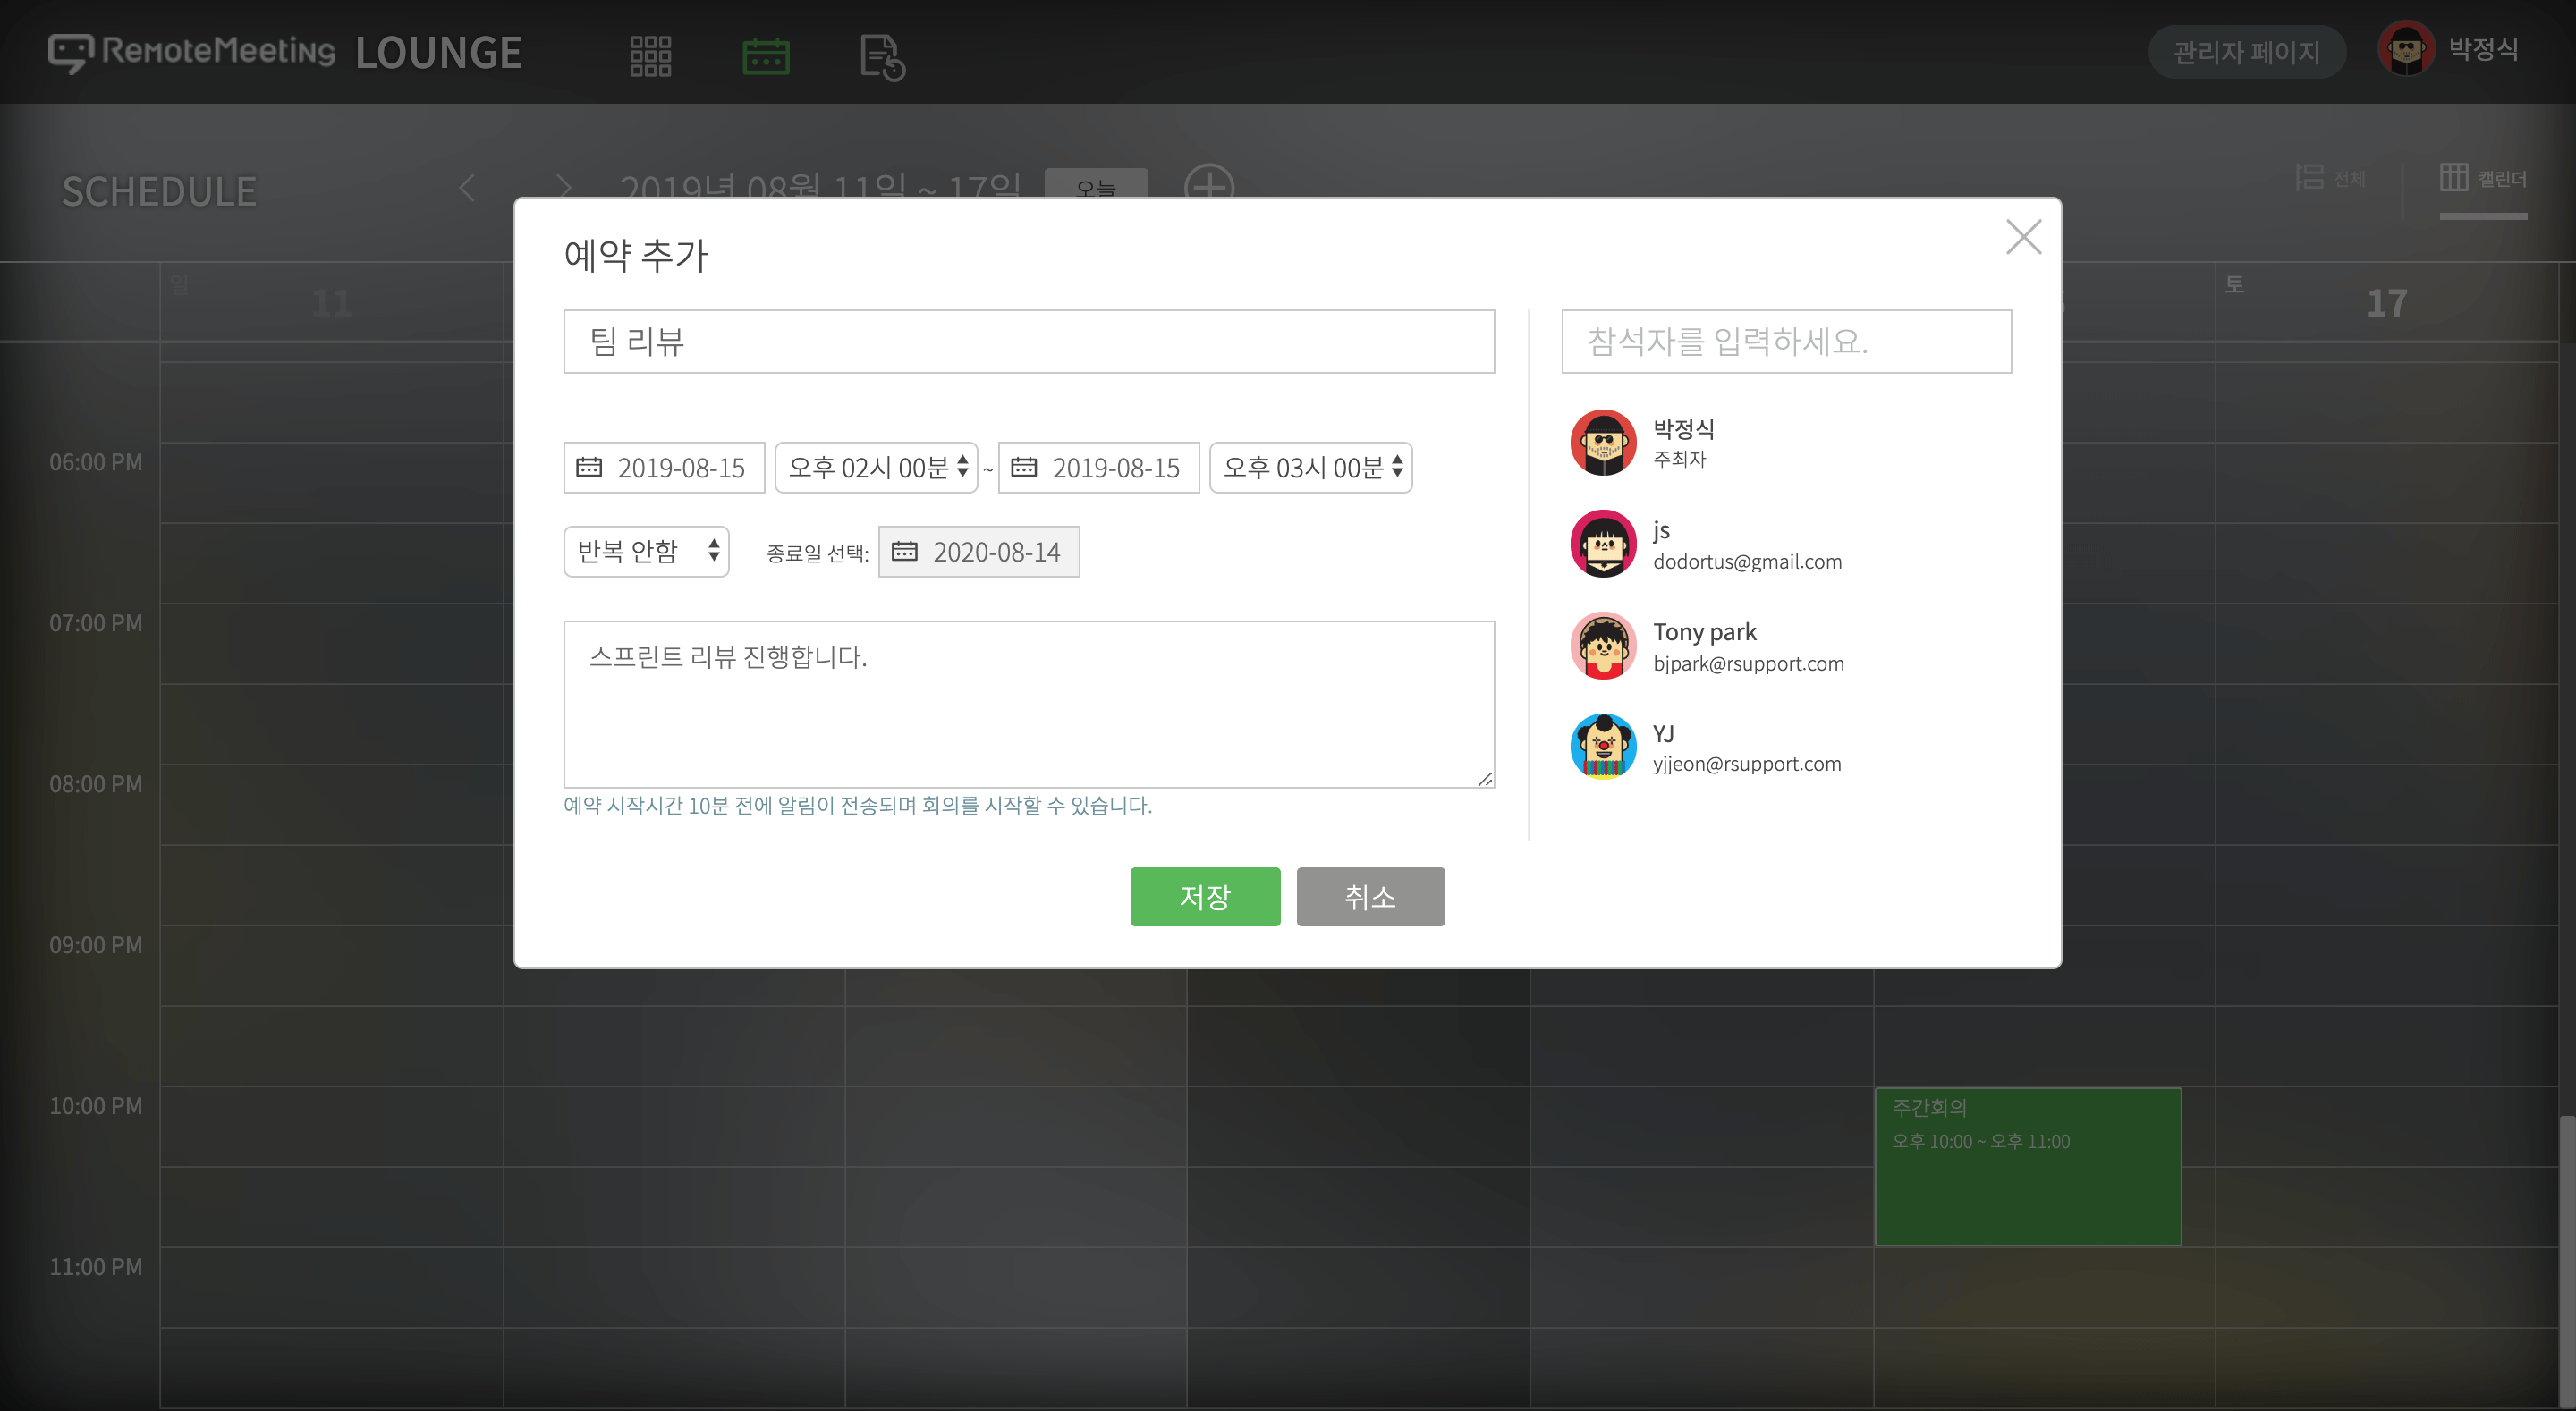 RemoteMeeting LOUNGE
관리자 페이지
박정식
SCHEDULE
2019년 08월 11일 ~ 17일
오늘
전체
캘린더
일
11
토
17
06:00 PM
07:00 PM
08:00 PM
09:00 PM
10:00 PM
11:00 PM
예약 추가
팀 리뷰
2019-08-15
오후 02시 00분
~
2019-08-15
오후 03시 00분
반복 안함
종료일 선택:
2020-08-14
스프린트 리뷰 진행합니다.
예약 시작시간 10분 전에 알림이 전송되며 회의를 시작할 수 있습니다.
참석자를 입력하세요.
박정식
주최자
js
dodortus@gmail.com
Tony park
bjpark@rsupport.com
YJ
yjjeon@rsupport.com
저장
취소
주간회의
오후 10:00 ~ 오후 11:00